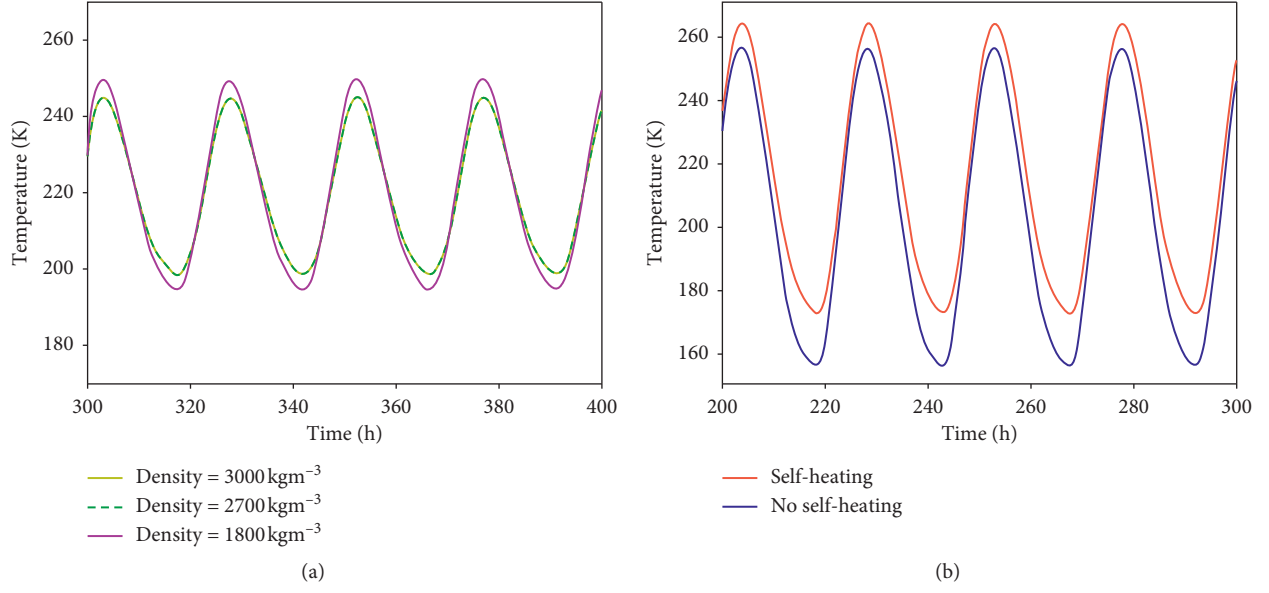 260
240
220
200
180
Temperature (K)
300
320
340
360
380
400
Time (h)
Density = 3000 kgm⁻³
Density = 2700 kgm⁻³
Density = 1800 kgm⁻³
(a)
260
240
220
200
180
160
Temperature (K)
200
220
240
260
280
300
Time (h)
Self-heating
No self-heating
(b)